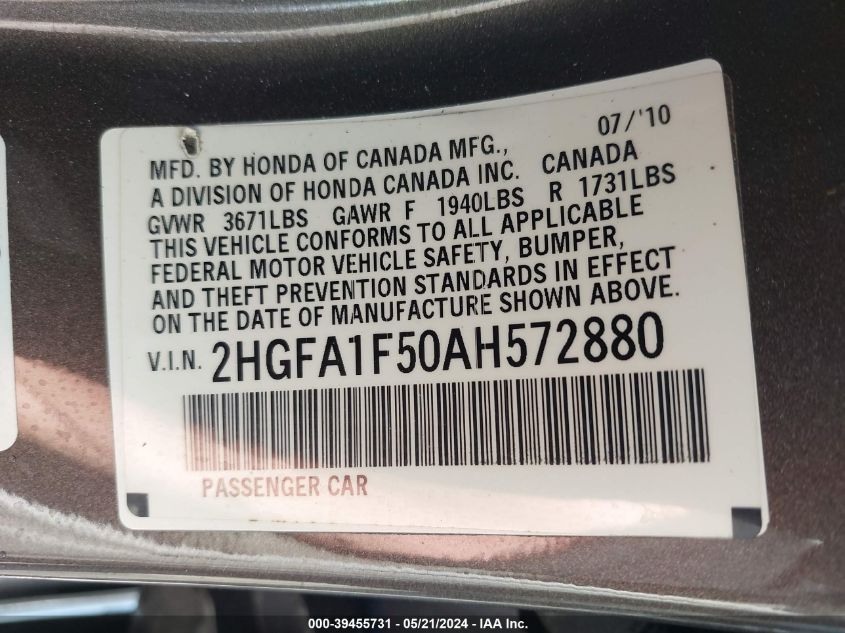 07/'10
MFD. BY HONDA OF CANADA MFG.,
A DIVISION OF HONDA CANADA INC. CANADA
GVWR 3671LBS GAWR F 1940LBS R 1731LBS
THIS VEHICLE CONFORMS TO ALL APPLICABLE
FEDERAL MOTOR VEHICLE SAFETY, BUMPER,
AND THEFT PREVENTION STANDARDS IN EFFECT
ON THE DATE OF MANUFACTURE SHOWN ABOVE.
V.I.N. 2HGFA1F50AH572880
PASSENGER CAR
000-39455731 - 05/21/2024 - IAA Inc.